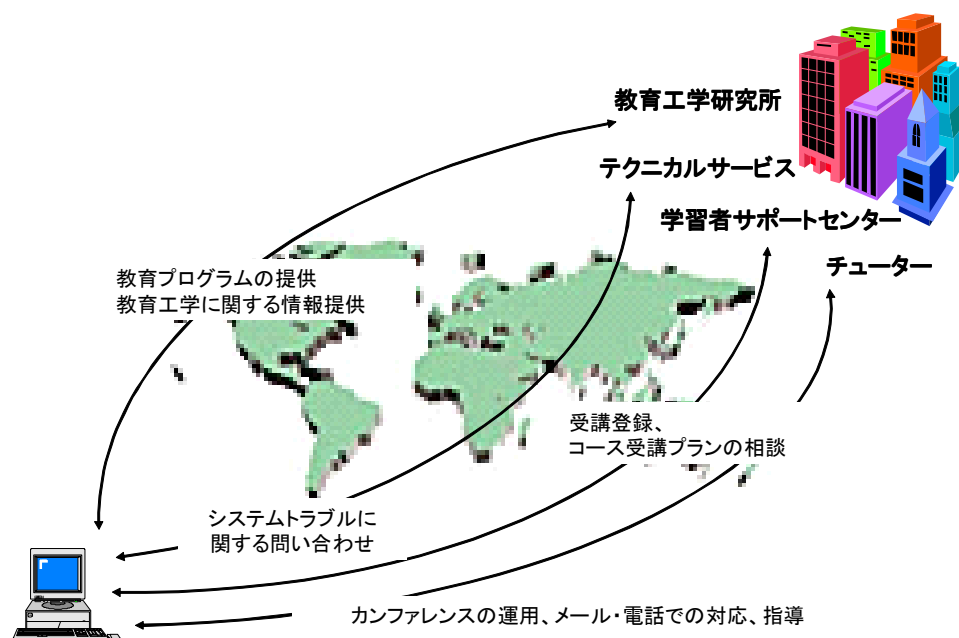 教育工学研究所
テクニカルサービス
学習者サポートセンター
チューター
教育プログラムの提供
教育工学に関する情報提供
受講登録、
コース受講プランの相談
システムトラブルに
関する問い合わせ
カンファレンスの運用、メール・電話での対応、指導